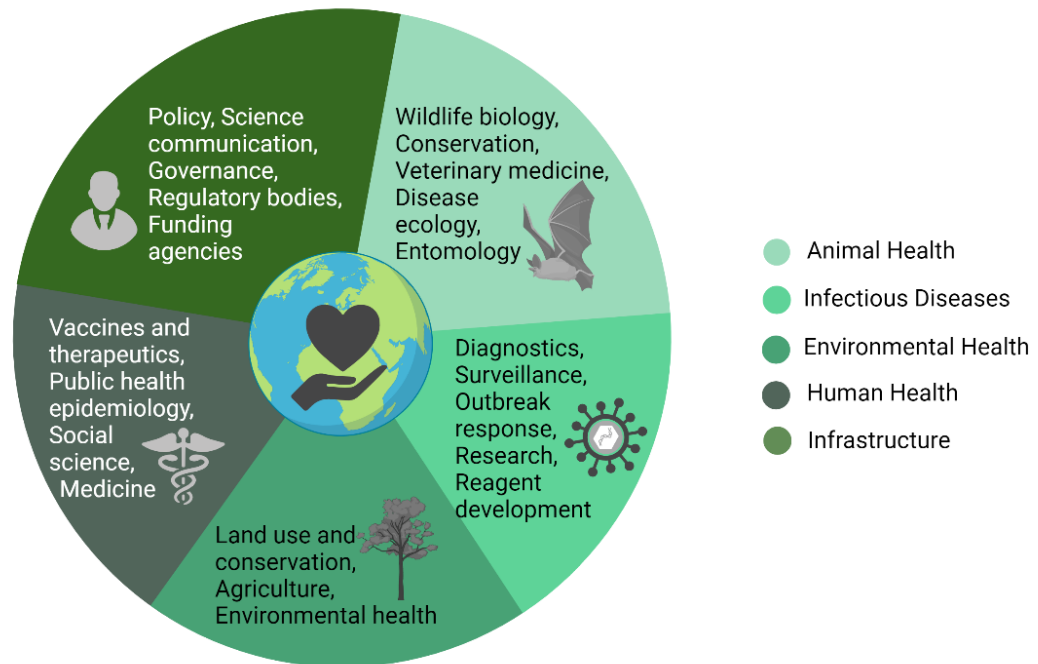 Policy, Science
communication,
Governance,
Regulatory bodies,
Funding
agencies
Wildlife biology,
Conservation,
Veterinary medicine,
Disease
ecology,
Entomology
Vaccines and
therapeutics,
Public health
epidemiology,
Social
science,
Medicine
Diagnostics,
Surveillance,
Outbreak
response,
Research,
Reagent
development
Land use and
conservation,
Agriculture,
Environmental health
Animal Health
Infectious Diseases
Environmental Health
Human Health
Infrastructure